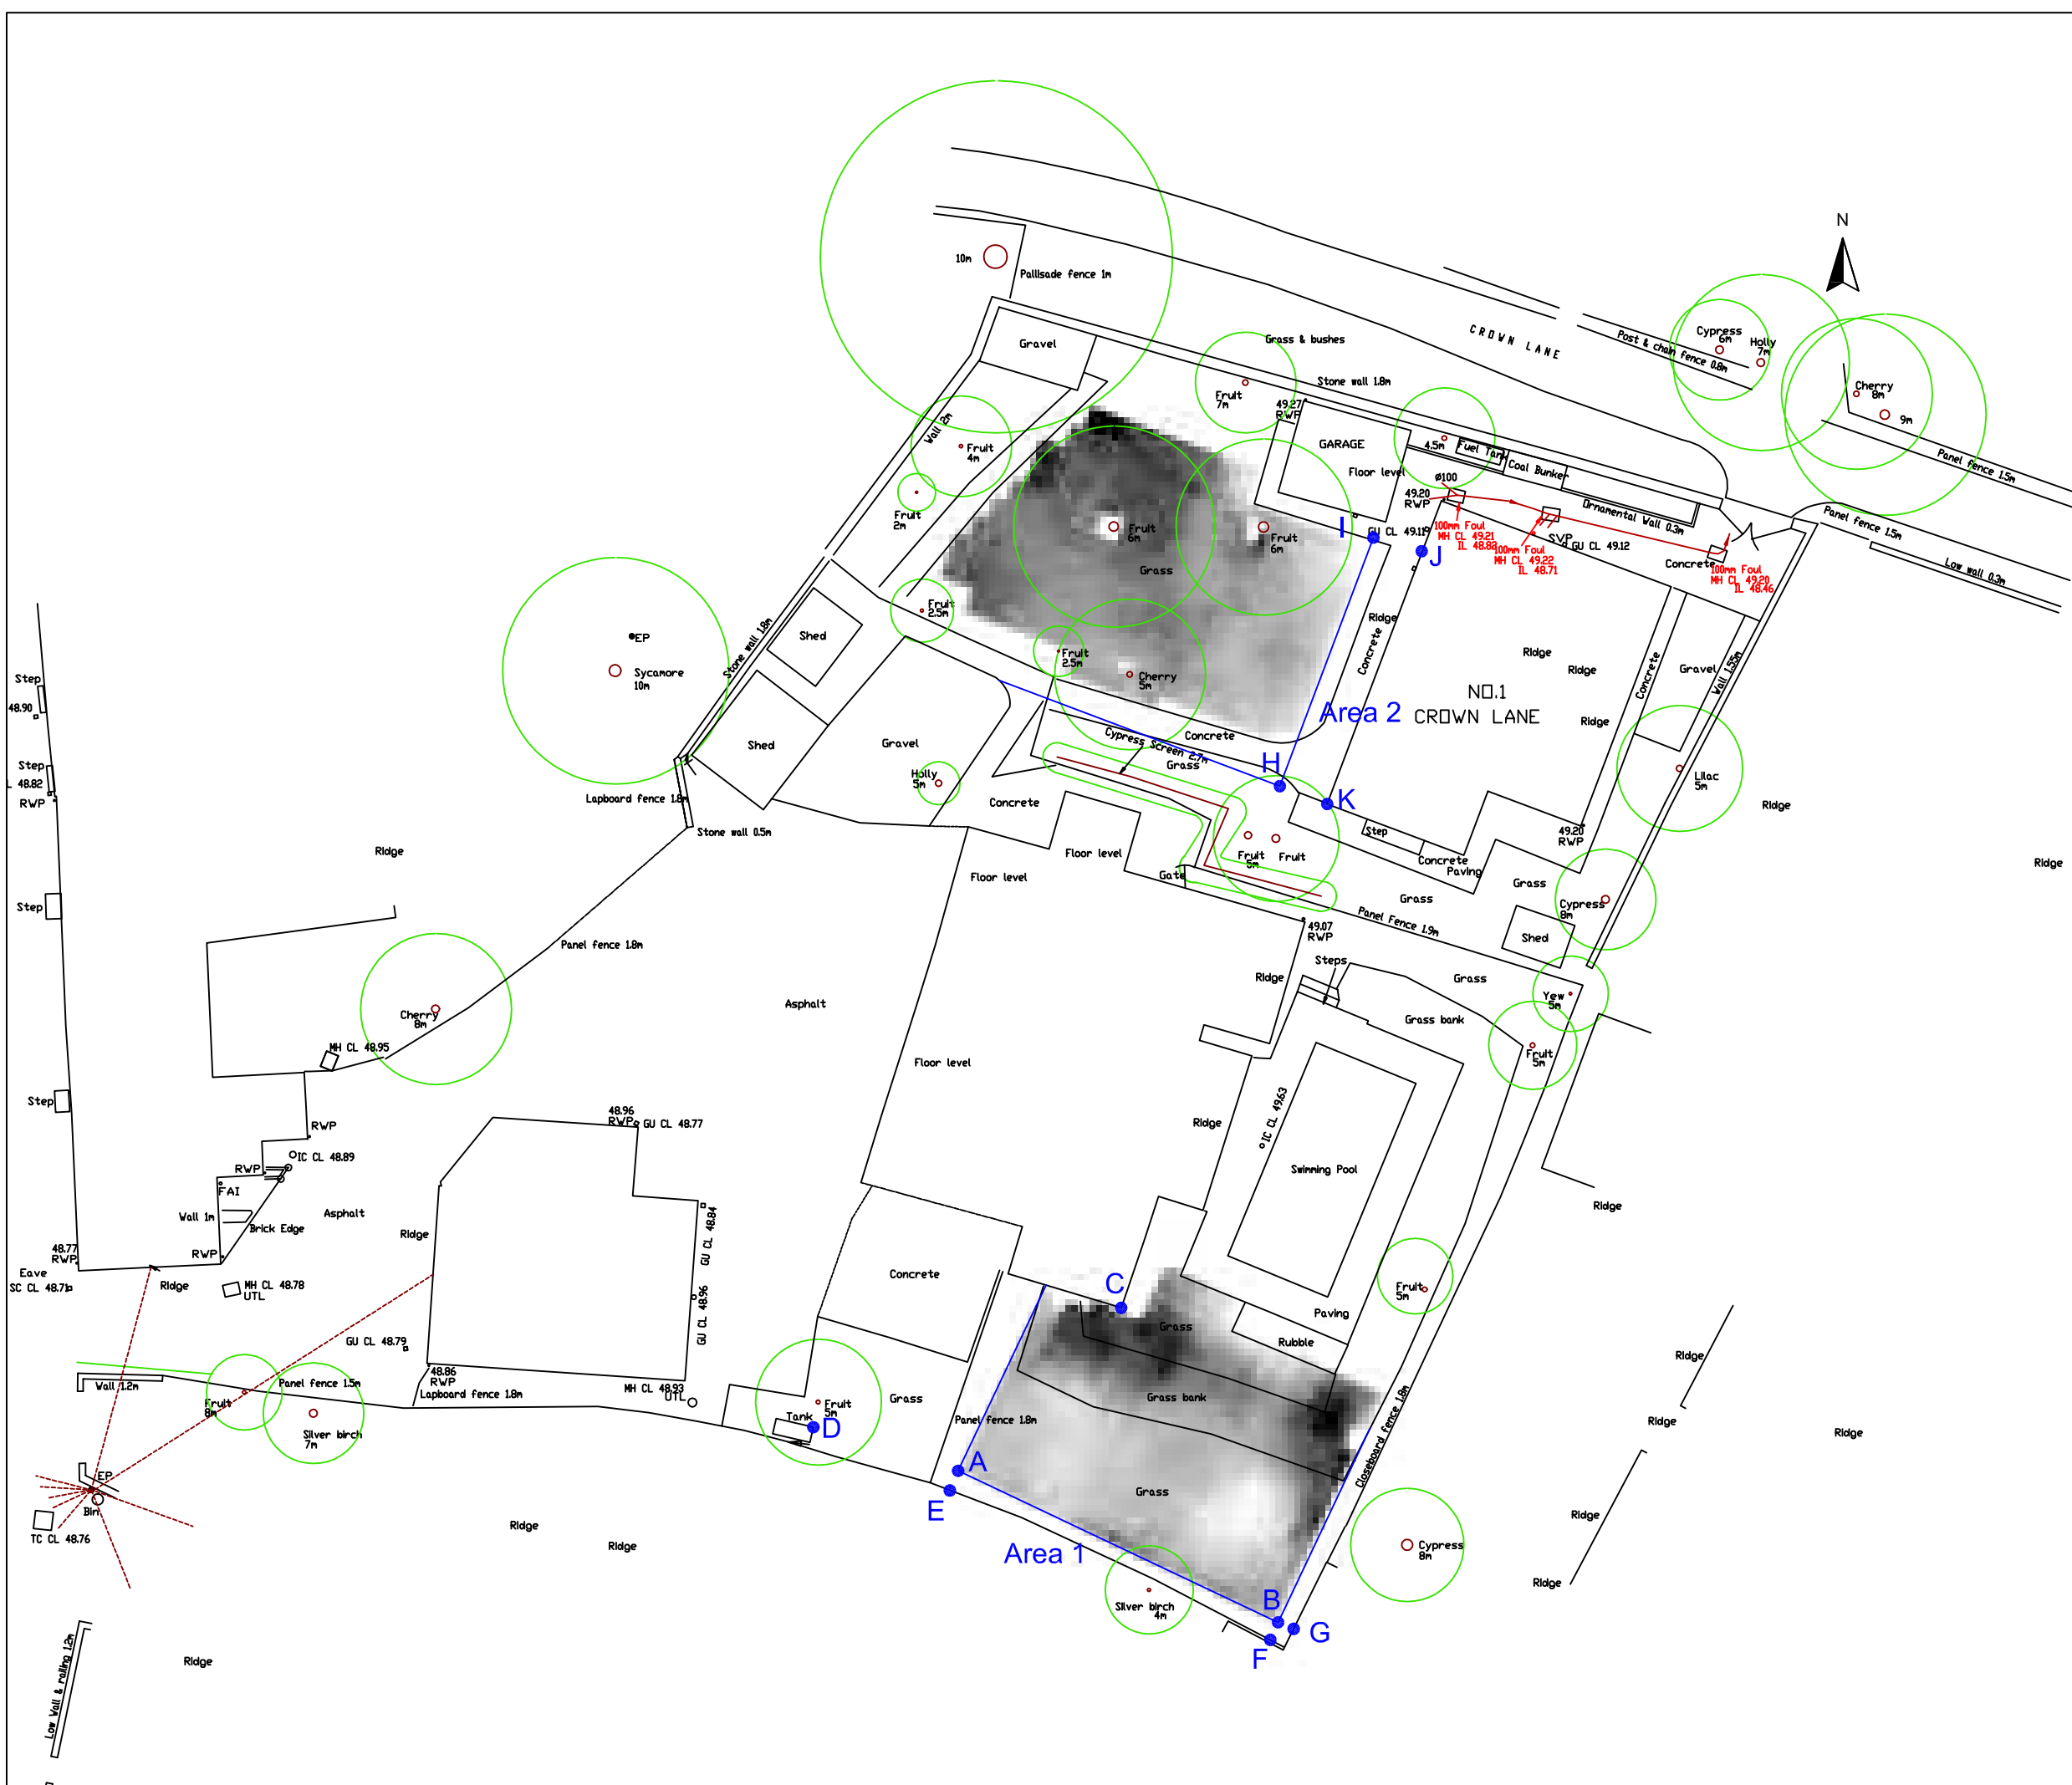 N
10m
Pallisade fence 1m
Gravel
Grass & bushes
CROWN LANE
Post & chain fence 0.8m
Cypress
6m
Holly
7m
Cherry
8m
9m
Panel fence 1.5m
Stone wall 1.8m
Fruit
7m
49.27
RWP
GARAGE
Floor level
4.5m
Fuel Tank
Coal Bunker
Ornamental Wall 0.3m
Panel fence 1.5m
Low wall 0.3m
Wall 2m
Fruit
4m
Fruit
2m
Fruit
6m
Fruit
6m
Grass
I
GU CL 49.11
J
Ø100
49.20
RWP
100mm Foul
MH CL 49.21
IL 48.82
100mm Foul
MH CL 49.22
IL 48.71
SVP
GU CL 49.12
Concrete
100mm Foul
MH CL 49.20
IL 48.46
Fruit
2.5m
Fruit
2.5m
Cherry
5m
Ridge
Concrete
Area 2
NO.1
CROWN LANE
Ridge
Ridge
Ridge
Concrete
Gravel
Wall 1.55m
Lilac
5m
Ridge
Ridge
EP
Sycamore
10m
Stone wall 1.8m
Shed
Shed
Gravel
Holly
5m
Concrete
Cypress Screen 2.7m
Concrete
Grass
H
K
Step
Fruit
5m
Fruit
Gate
Concrete
Paving
49.20
RWP
Grass
Grass
Cypress
8m
Shed
Panel Fence 1.9m
Lapboard fence 1.8m
Stone wall 0.5m
Floor level
Floor level
49.07
RWP
Steps
Ridge
Grass
Yew
5m
Grass bank
Fruit
5m
Step
48.90
Step
L 48.82
RWP
Step
Step
Ridge
Panel fence 1.8m
Cherry
8m
MH CL 48.95
Asphalt
Floor level
IC CL 49.63
Ridge
Swimming Pool
Ridge
48.96
RWP
GU CL 48.77
RWP
IC CL 48.89
RWP
FAI
Wall 1m
Brick Edge
Asphalt
RWP
48.77
RWP
Eave
SC CL 48.71
Ridge
MH CL 48.78
UTL
Ridge
GU CL 48.84
GU CL 48.96
GU CL 48.79
48.86
RWP
Lapboard fence 1.8m
MH CL 48.93
UTL
Concrete
C
Grass
Paving
Rubble
Fruit
5m
Ridge
Ridge
Ridge
Wall 1.2m
Fruit
8m
Panel fence 1.5m
Silver birch
7m
Tank
Fruit
5m
D
Grass
Panel fence 1.8m
Grass bank
Closeboard fence 1.8m
A
E
Grass
Area 1
Cypress
8m
Ridge
Ridge
EP
Bin
TC CL 48.76
Ridge
Ridge
Silver birch
4m
B
G
F
Low Wall & railing 1.2m
Ridge